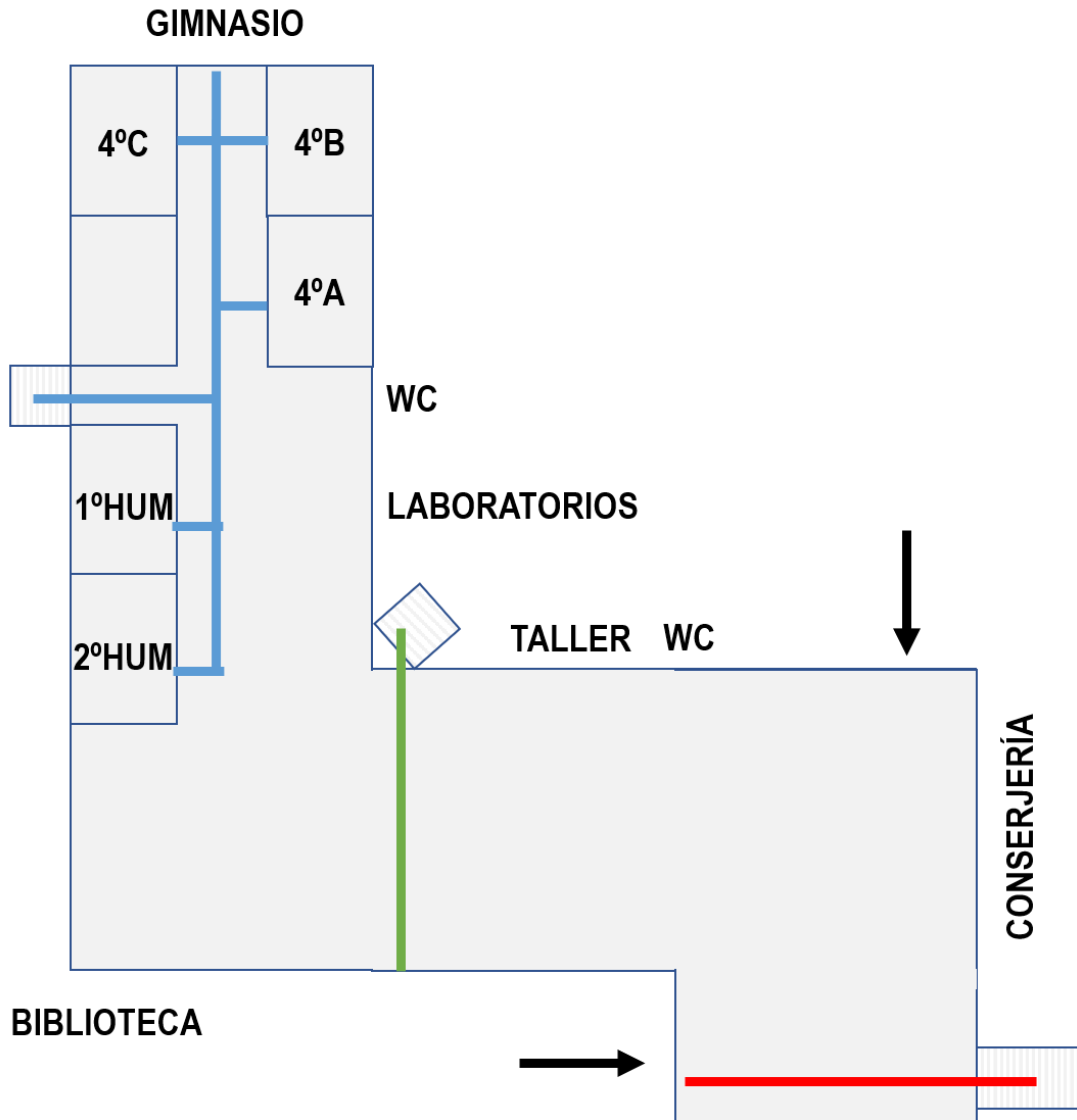 GIMNASIO
4ºC
4ºB
4ºA
WC
1ºHUM
LABORATORIOS
2ºHUM
TALLER
WC
CONSERJERÍA
BIBLIOTECA